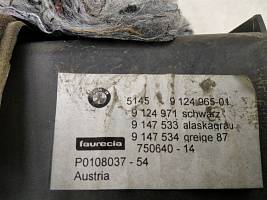 5145 9 124 965-01
9 124 971 schwarz
9 147 533 alaskagrau
9 147 534 greige 87
faurecia 750640 - 14
P0108037 - 54
Austria